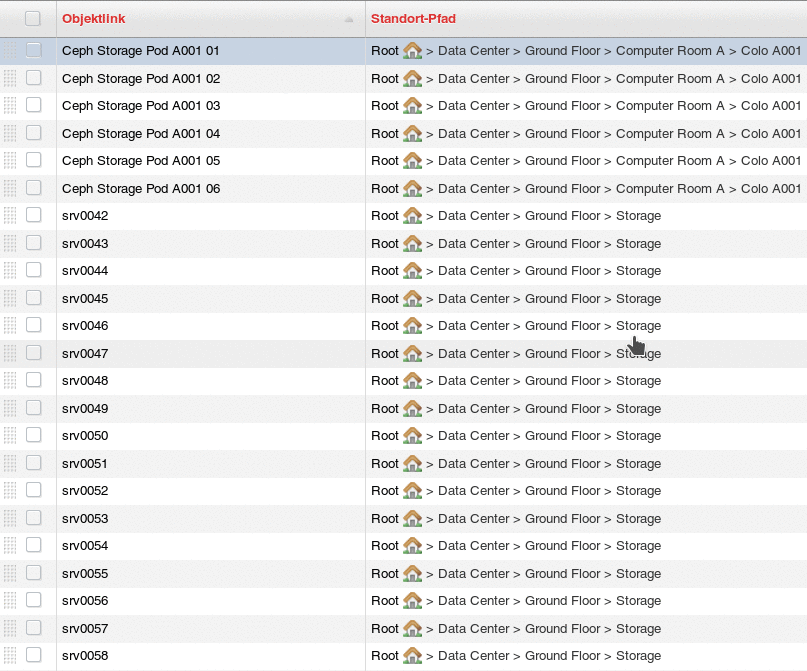 Objektlink Standort-Pfad
Ceph Storage Pod A001 01 Root > Data Center > Ground Floor > Computer Room A > Colo A001
Ceph Storage Pod A001 02 Root > Data Center > Ground Floor > Computer Room A > Colo A001
Ceph Storage Pod A001 03 Root > Data Center > Ground Floor > Computer Room A > Colo A001
Ceph Storage Pod A001 04 Root > Data Center > Ground Floor > Computer Room A > Colo A001
Ceph Storage Pod A001 05 Root > Data Center > Ground Floor > Computer Room A > Colo A001
Ceph Storage Pod A001 06 Root > Data Center > Ground Floor > Computer Room A > Colo A001
srv0042 Root > Data Center > Ground Floor > Storage
srv0043 Root > Data Center > Ground Floor > Storage
srv0044 Root > Data Center > Ground Floor > Storage
srv0045 Root > Data Center > Ground Floor > Storage
srv0046 Root > Data Center > Ground Floor > Storage
srv0047 Root > Data Center > Ground Floor > Storage
srv0048 Root > Data Center > Ground Floor > Storage
srv0049 Root > Data Center > Ground Floor > Storage
srv0050 Root > Data Center > Ground Floor > Storage
srv0051 Root > Data Center > Ground Floor > Storage
srv0052 Root > Data Center > Ground Floor > Storage
srv0053 Root > Data Center > Ground Floor > Storage
srv0054 Root > Data Center > Ground Floor > Storage
srv0055 Root > Data Center > Ground Floor > Storage
srv0056 Root > Data Center > Ground Floor > Storage
srv0057 Root > Data Center > Ground Floor > Storage
srv0058 Root > Data Center > Ground Floor > Storage